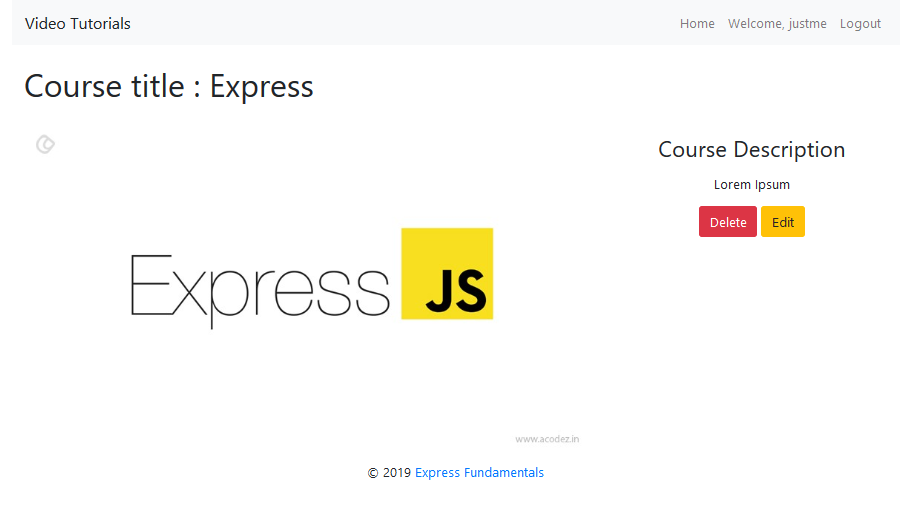 Video Tutorials Home Welcome, justme Logout
Course title : Express
Course Description
Lorem Ipsum
Delete Edit
Express JS
www.acodez.in
© 2019 Express Fundamentals